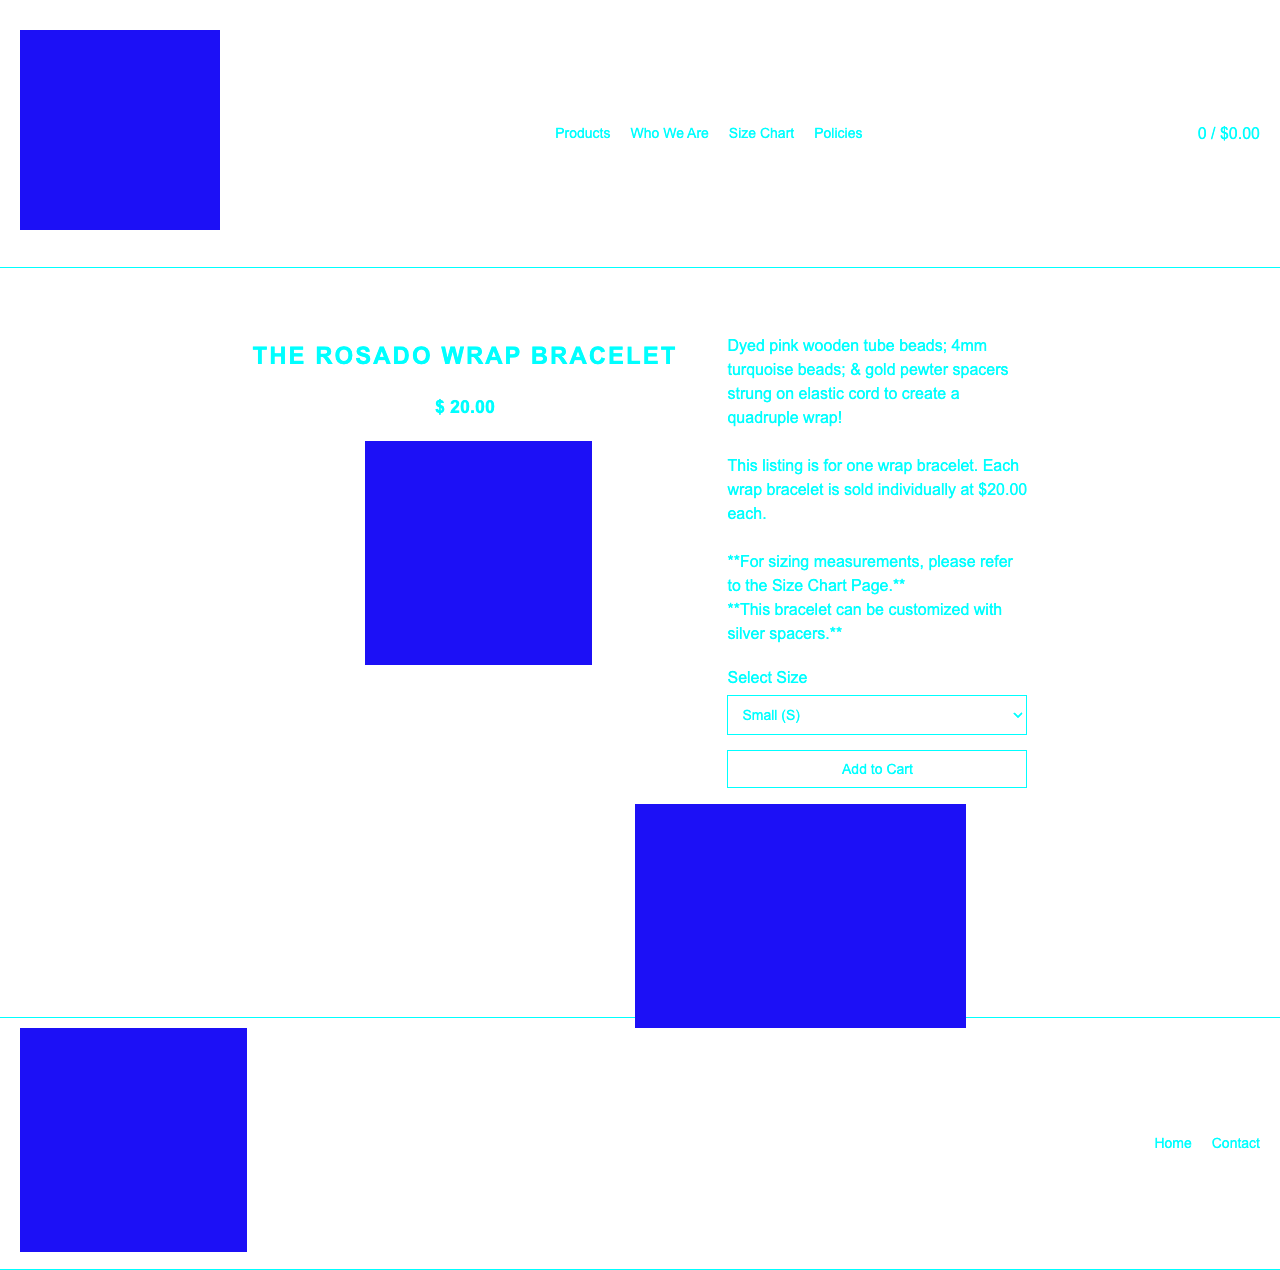 Products Who We Are Size Chart Policies 0 / $0.00
THE ROSADO WRAP BRACELET
$ 20.00
Dyed pink wooden tube beads; 4mm
turquoise beads; & gold pewter spacers
strung on elastic cord to create a
quadruple wrap!
This listing is for one wrap bracelet. Each
wrap bracelet is sold individually at $20.00
each.
**For sizing measurements, please refer
to the Size Chart Page.**
**This bracelet can be customized with
silver spacers.**
Select Size
Small (S)
Add to Cart
Home Contact